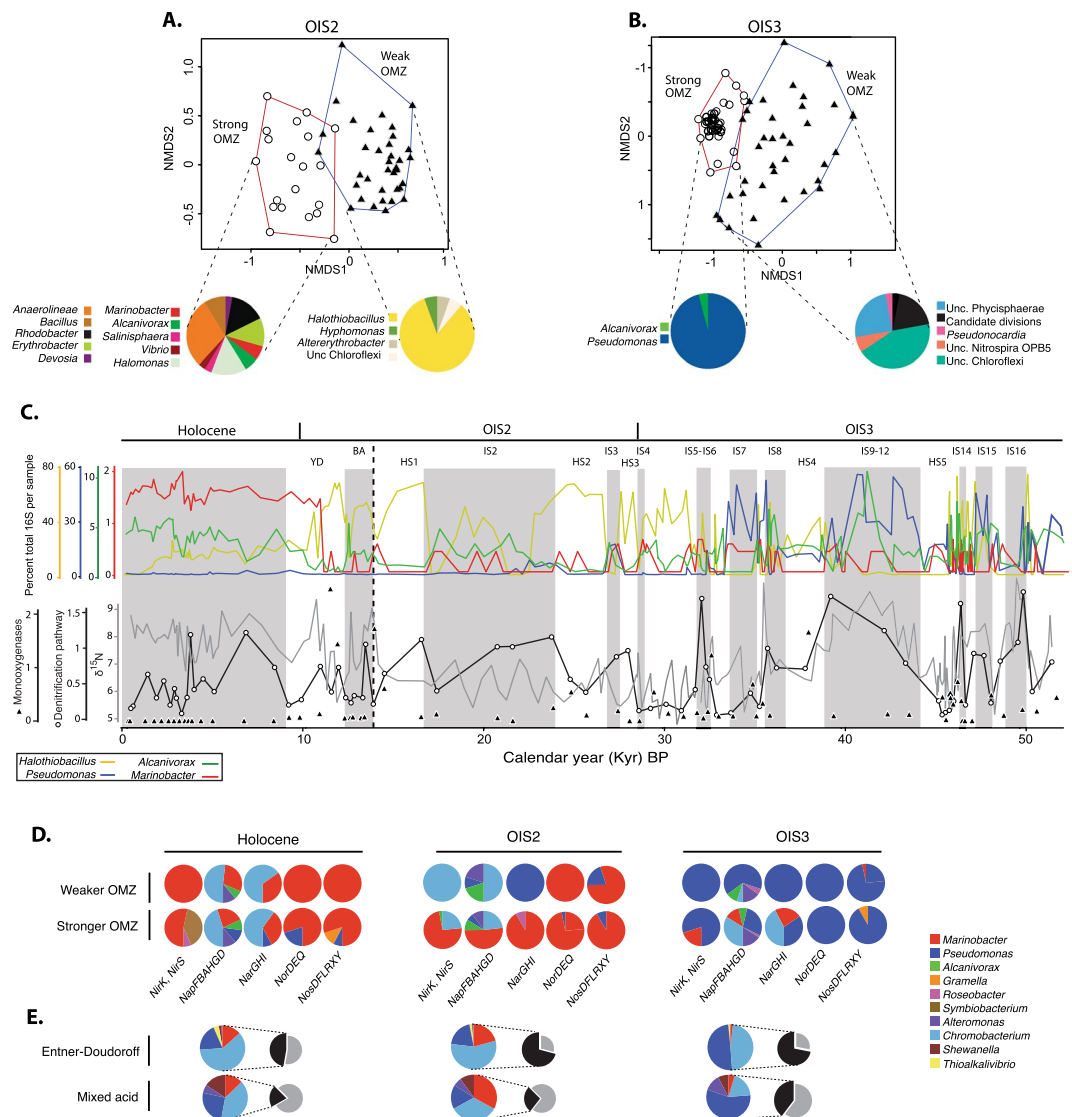 A.
OIS2
Weak
OMZ
Strong
OMZ
NMDS2
1.0
0.5
0
-0.5
-1
0
1
NMDS1
Anaerolineae
Bacillus
Rhodobacter
Erythrobacter
Devosia
Marinobacter
Alcanivorax
Salinisphaera
Vibrio
Halomonas
Halothiobacillus
Hyphomonas
Altererythrobacter
Unc Chloroflexi
B.
OIS3
Strong
OMZ
Weak
OMZ
NMDS2
-1
0
1
-1
0
1
NMDS1
Alcanivorax
Pseudomonas
Unc. Phycisphaerae
Candidate divisions
Pseudonocardia
Unc. Nitrospira OPB5
Unc. Chloroflexi
C.
Holocene
OIS2
OIS3
YD
BA
HS1
IS2
HS2
IS3
HS3
IS4
IS5-IS6
IS7
IS8
HS4
IS9-12
HS5
IS14
IS15
IS16
Percent total 16S per sample
80
40
0
60
30
0
10
5
0
2
1
0
Monooxygenases
2
1
0
Denitrification pathway
1.5
1
0.5
0
δ15N
9
8
7
6
5
0
10
20
30
40
50
Calendar year (Kyr) BP
Halothiobacillus
Alcanivorax
Pseudomonas
Marinobacter
D.
Holocene
OIS2
OIS3
Weaker OMZ
Stronger OMZ
NirK, NirS
NapFBAHGD
NarGHI
NorDEQ
NosDFLRXY
NirK, NirS
NapFBAHGD
NarGHI
NorDEQ
NosDFLRXY
NirK, NirS
NapFBAHGD
NarGHI
NorDEQ
NosDFLRXY
Marinobacter
Pseudomonas
Alcanivorax
Gramella
Roseobacter
Symbiobacterium
Alteromonas
Chromobacterium
Shewanella
Thioalkalivibrio
E.
Entner-Doudoroff
Mixed acid